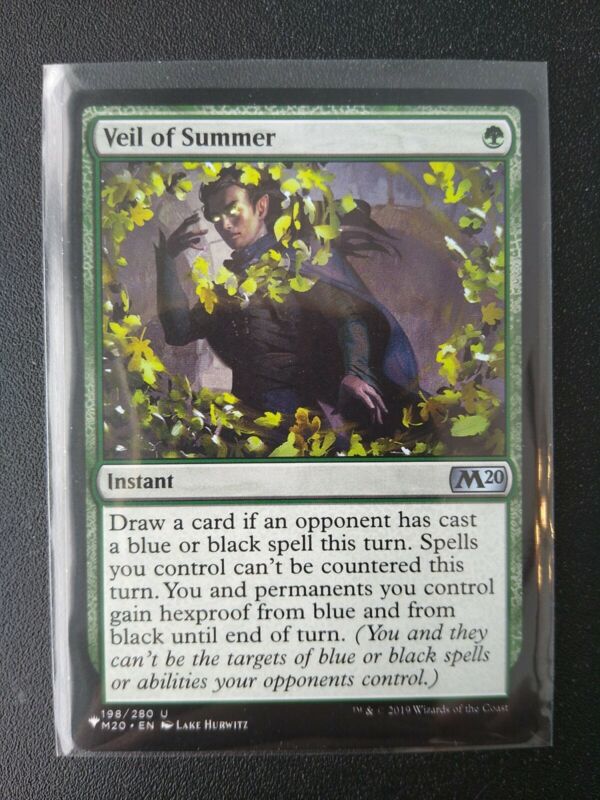 Veil of Summer
Instant
M20
Draw a card if an opponent has cast
a blue or black spell this turn. Spells
you control can't be countered this
turn. You and permanents you control
gain hexproof from blue and from
black until end of turn. (You and they
can't be the targets of blue or black spells
or abilities your opponents control.)
198/280 U
M20 • EN LAKE HURWITZ
™ & © 2019 Wizards of the Coast